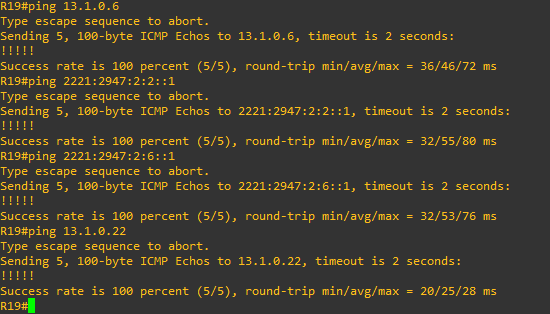 R19#ping 13.1.0.6
Type escape sequence to abort.
Sending 5, 100-byte ICMP Echos to 13.1.0.6, timeout is 2 seconds:
!!!!!
Success rate is 100 percent (5/5), round-trip min/avg/max = 36/46/72 ms
R19#ping 2221:2947:2:2::1
Type escape sequence to abort.
Sending 5, 100-byte ICMP Echos to 2221:2947:2:2::1, timeout is 2 seconds:
!!!!!
Success rate is 100 percent (5/5), round-trip min/avg/max = 32/55/80 ms
R19#ping 2221:2947:2:6::1
Type escape sequence to abort.
Sending 5, 100-byte ICMP Echos to 2221:2947:2:6::1, timeout is 2 seconds:
!!!!!
Success rate is 100 percent (5/5), round-trip min/avg/max = 32/53/76 ms
R19#ping 13.1.0.22
Type escape sequence to abort.
Sending 5, 100-byte ICMP Echos to 13.1.0.22, timeout is 2 seconds:
!!!!!
Success rate is 100 percent (5/5), round-trip min/avg/max = 20/25/28 ms
R19#